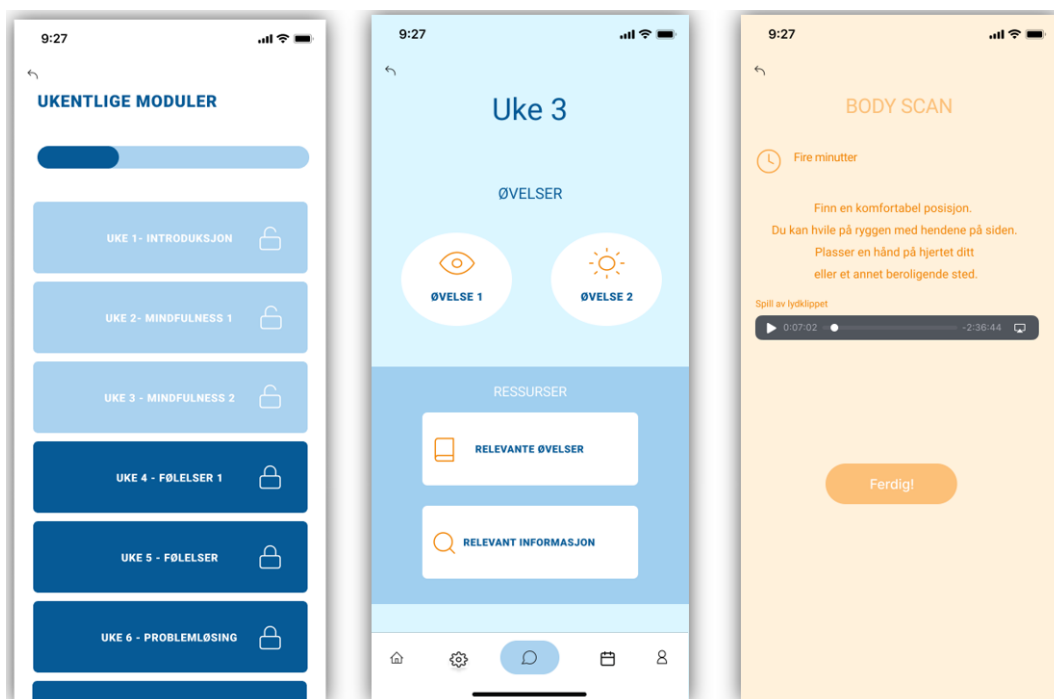 9:27
UKENTLIGE MODULER
UKE 1- INTRODUKSJON
UKE 2- MINDFULNESS 1
UKE 3 - MINDFULNESS 2
UKE 4 - FØLELSER 1
UKE 5 - FØLELSER
UKE 6 - PROBLEMLØSING
9:27
Uke 3
ØVELSER
ØVELSE 1
ØVELSE 2
RESSURSER
RELEVANTE ØVELSER
RELEVANT INFORMASJON
9:27
BODY SCAN
Fire minutter
Finn en komfortabel posisjon.
Du kan hvile på ryggen med hendene på siden.
Plasser en hånd på hjertet ditt
eller et annet beroligende sted.
Spill av lydklippet
0:07:02 -2:36:44
Ferdig!